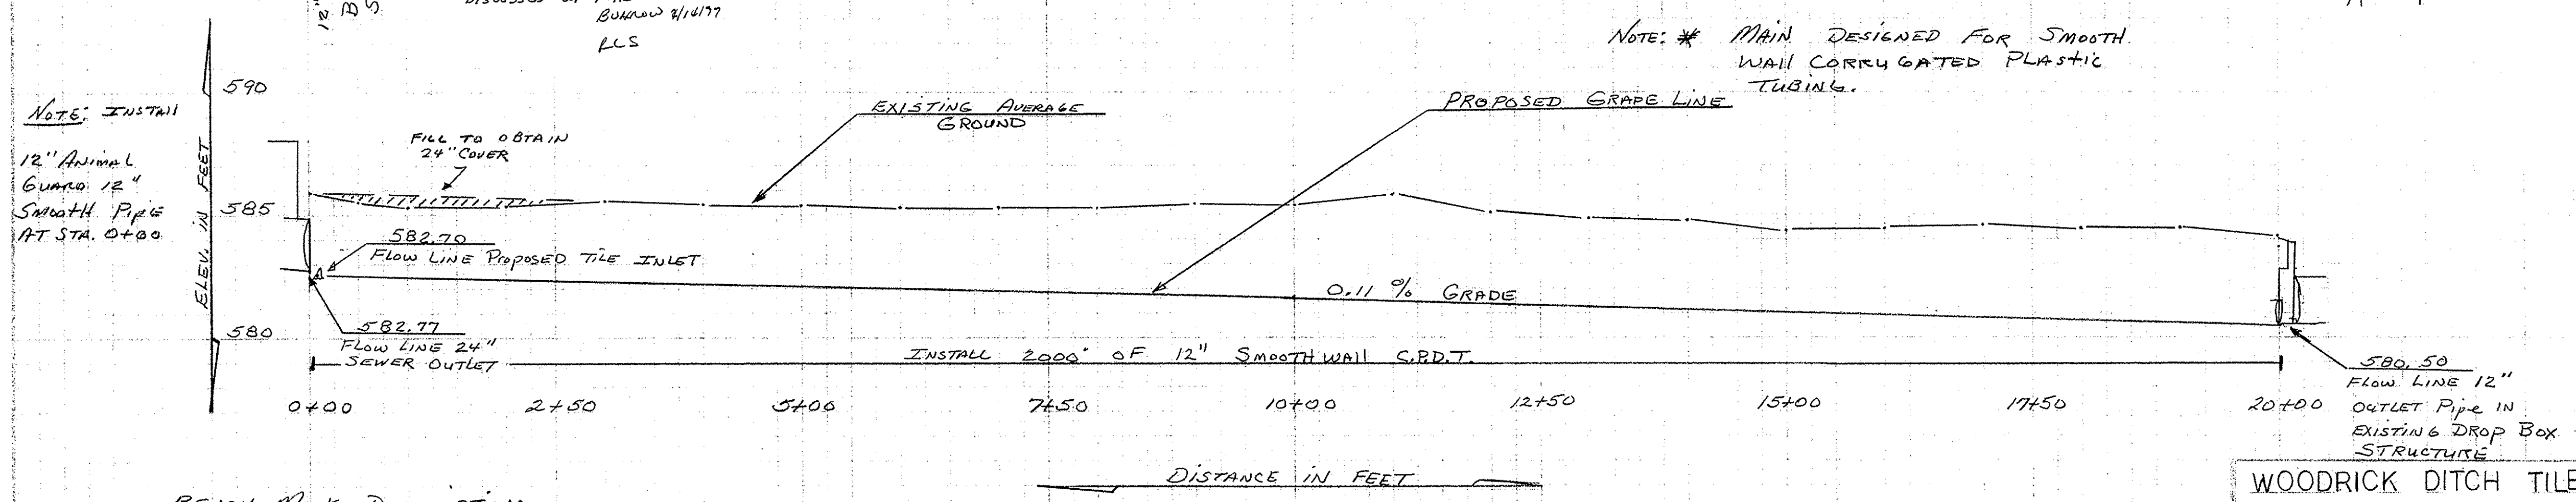 12"
BURROW 2/14/97
RLS
NOTE: * MAIN DESIGNED FOR SMOOTH
WALL CORRUGATED PLASTIC
TUBING.
590
NOTE: INSTALL
12" ANIMAL
GUARD 12"
SMOOTH PIPE
AT STA. 0+00
ELEV. IN FEET
FILL TO OBTAIN
24" COVER
EXISTING AVERAGE
GROUND
PROPOSED GRADE LINE
585
582.70
FLOW LINE PROPOSED TILE INLET
0.11 % GRADE
580
582.77
FLOW LINE 24"
SEWER OUTLET
INSTALL 2000' OF 12" SMOOTH WALL C.P.D.T.
580.50
FLOW LINE 12"
OUTLET PIPE IN
EXISTING DROP BOX
STRUCTURE
0+00 2+50 5+00 7+50 10+00 12+50 15+00 17+50 20+00
DISTANCE IN FEET
WOODRICK DITCH TILE